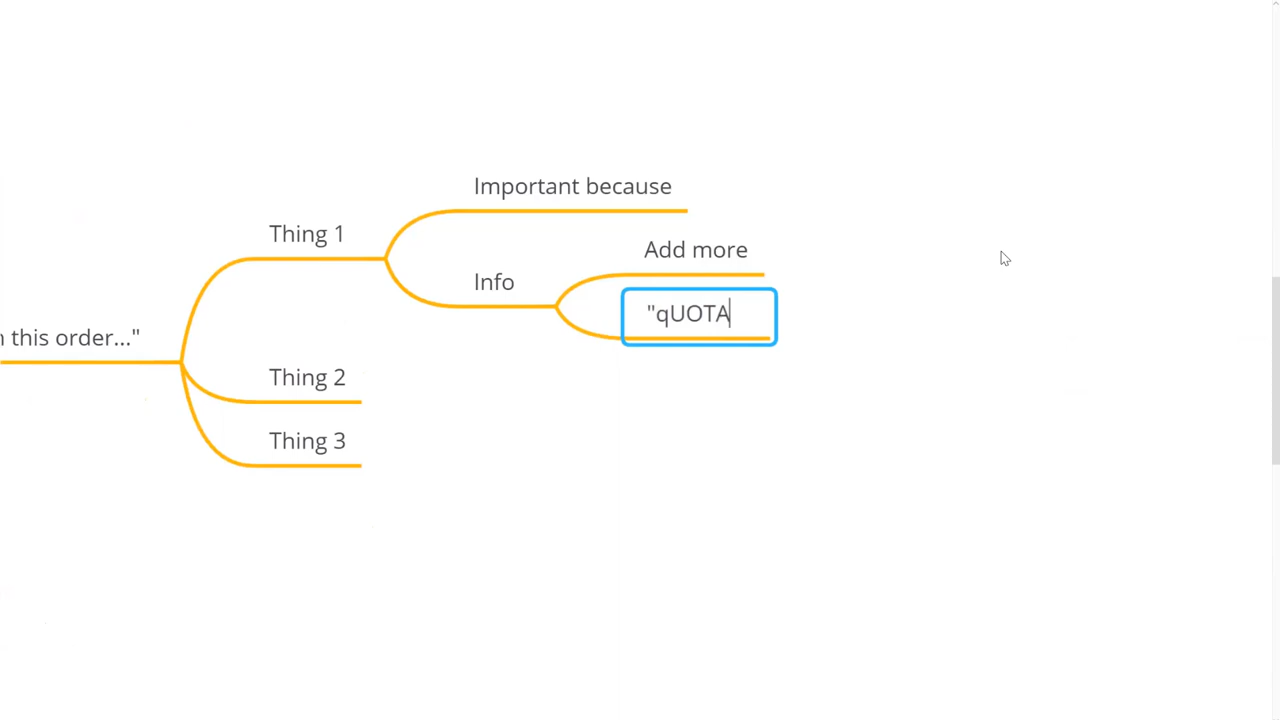 n this order..."
Thing 1
Important because
Info
Add more
"qUOTA
Thing 2
Thing 3